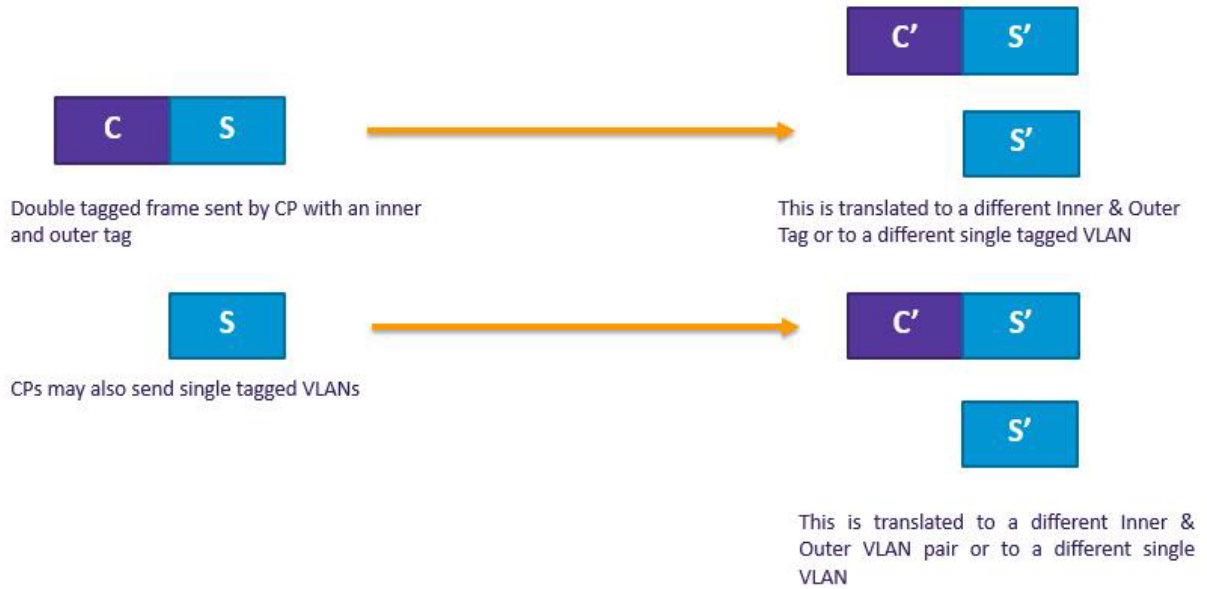 C S
C’ S’
S’
Double tagged frame sent by CP with an inner
and outer tag
This is translated to a different Inner & Outer
Tag or to a different single tagged VLAN
S
C’ S’
CPs may also send single tagged VLANs
S’
This is translated to a different Inner &
Outer VLAN pair or to a different single
VLAN